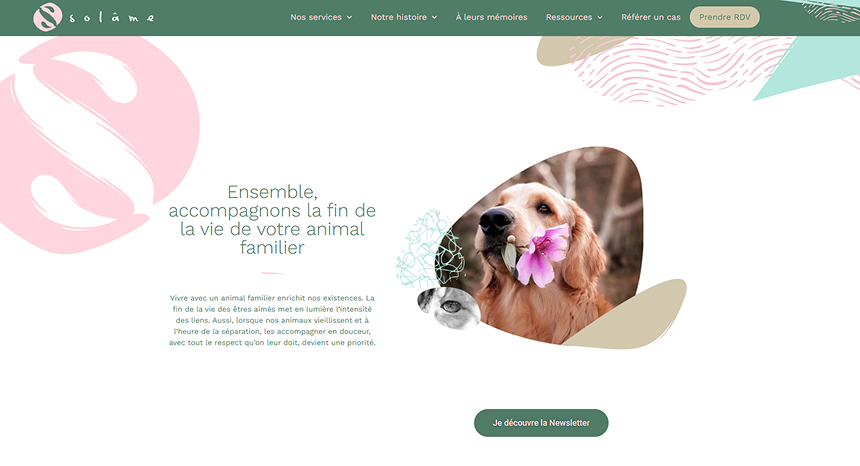 solâme
Nos services
Notre histoire
À leurs mémoires
Ressources
Référer un cas
Prendre RDV
Ensemble,
accompagnons la fin de
la vie de votre animal
familier
Vivre avec un animal familier enrichit nos existences. La
fin de la vie des êtres aimés met en lumière l'intensité
des liens. Aussi, lorsque nos animaux vieillissent et à
l'heure de la séparation, les accompagner en douceur,
avec tout le respect qu'on leur doit, devient une priorité.
Je découvre la Newsletter